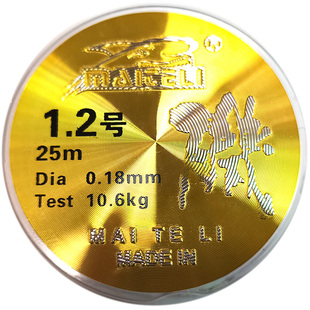 MAITELI
1.2号
25m
Dia 0.18mm
Test 10.6kg
MAI TE LI
MADE IN